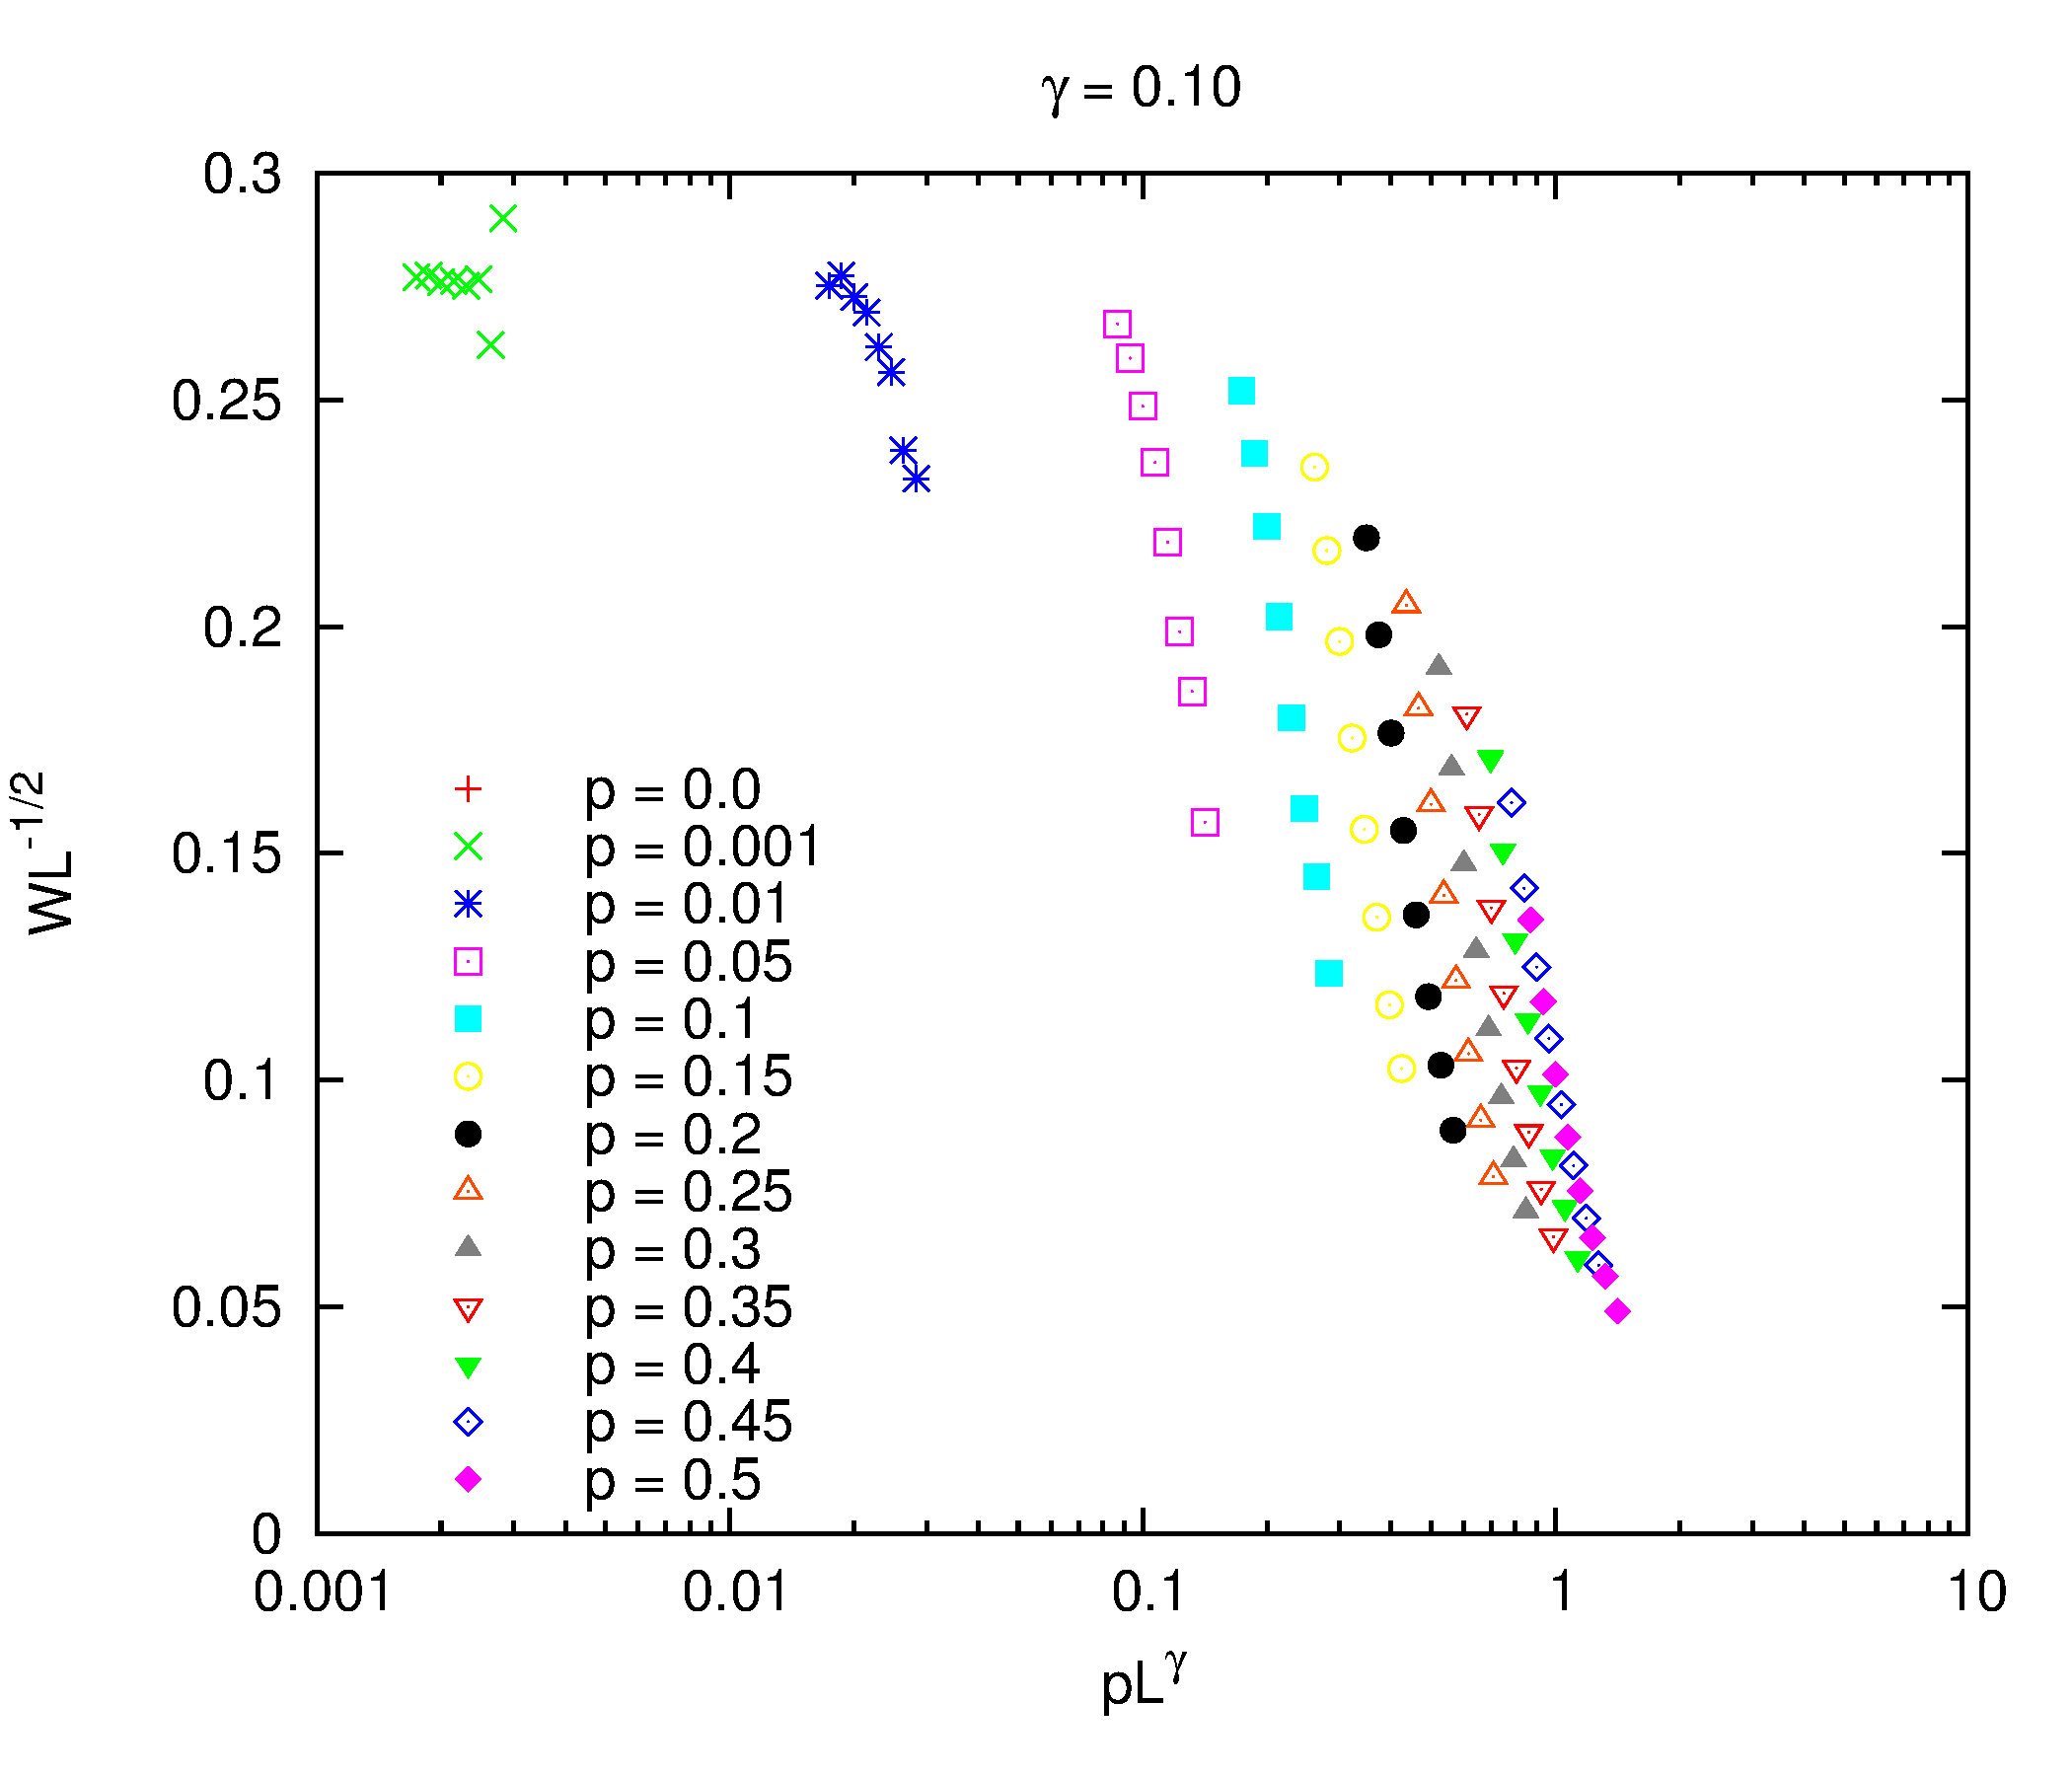 γ = 0.10
0.3
0.25
0.2
0.15
0.1
0.05
0
WL^-1/2
p = 0.0
p = 0.001
p = 0.01
p = 0.05
p = 0.1
p = 0.15
p = 0.2
p = 0.25
p = 0.3
p = 0.35
p = 0.4
p = 0.45
p = 0.5
0.001 0.01 0.1 1 10
pL^γ